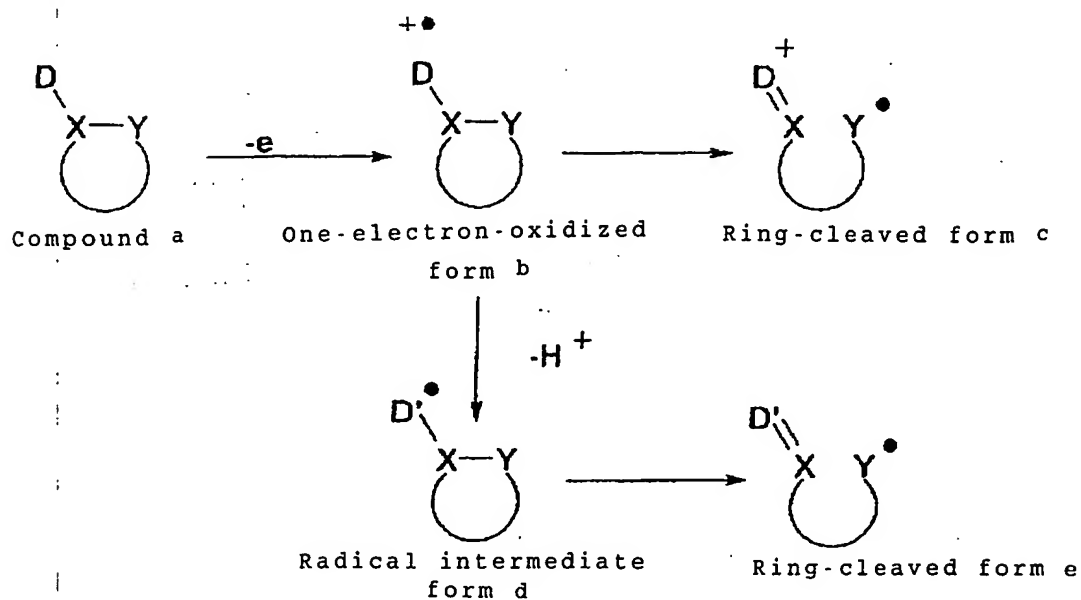 +•
D D D +
X—Y X—Y X Y •
-e
Compound a One-electron-oxidized Ring-cleaved form c
form b
-H +
D' • D'
X—Y X Y •
Radical intermediate Ring-cleaved form e
form d